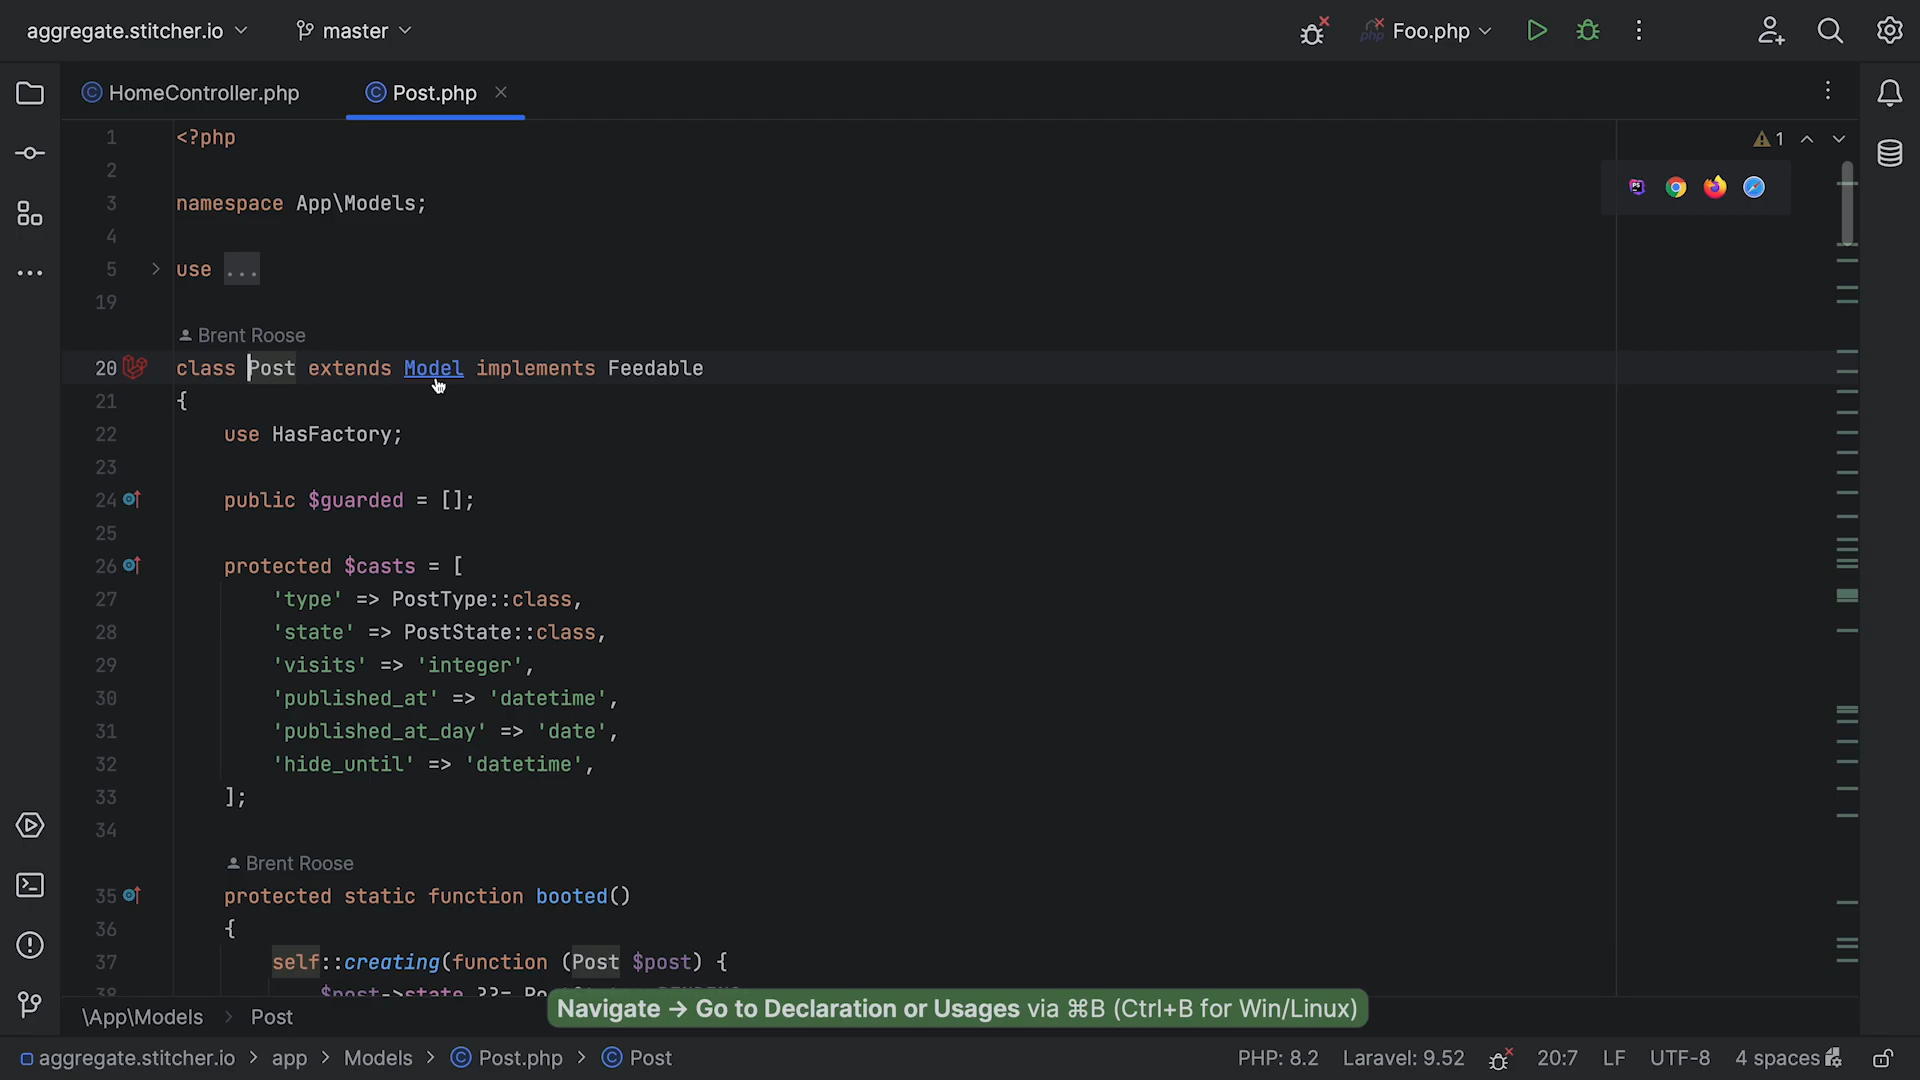 aggregate.stitcher.io master Foo.php
HomeController.php Post.php
1 <?php 1
2
3 namespace App\Models;
4
5 use ...
19
Brent Roose
20 class Post extends Model implements Feedable
21 {
22 use HasFactory;
23
24 public $guarded = [];
25
26 protected $casts = [
27 'type' => PostType::class,
28 'state' => PostState::class,
29 'visits' => 'integer',
30 'published_at' => 'datetime',
31 'published_at_day' => 'date',
32 'hide_until' => 'datetime',
33 ];
34
Brent Roose
35 protected static function booted()
36 {
37 self::creating(function (Post $post) {
38 $post->state ??=
Navigate → Go to Declaration or Usages via ⌘B (Ctrl+B for Win/Linux)
\App\Models > Post
aggregate.stitcher.io > app > Models > Post.php > Post PHP: 8.2 Laravel: 9.52 20:7 LF UTF-8 4 spaces